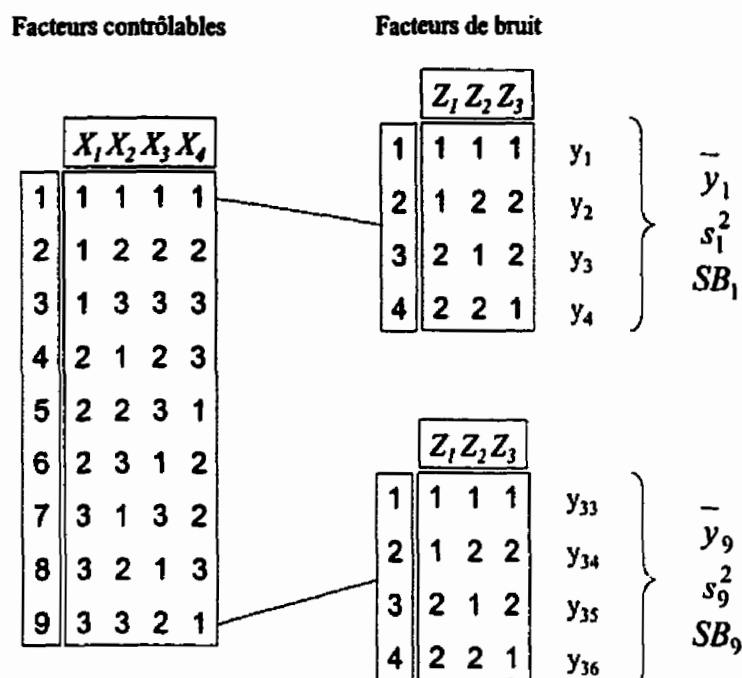 Facteurs contrôlables
X₁ X₂ X₃ X₄
1 1 1 1 1
2 1 2 2 2
3 1 3 3 3
4 2 1 2 3
5 2 2 3 1
6 2 3 1 2
7 3 1 3 2
8 3 2 1 3
9 3 3 2 1
Facteurs de bruit
Z₁ Z₂ Z₃
1 1 1 1 y₁
2 1 2 2 y₂
3 2 1 2 y₃
4 2 2 1 y₄
ȳ₁
s₁²
SB₁
Z₁ Z₂ Z₃
1 1 1 1 y₃₃
2 1 2 2 y₃₄
3 2 1 2 y₃₅
4 2 2 1 y₃₆
ȳ₉
s₉²
SB₉